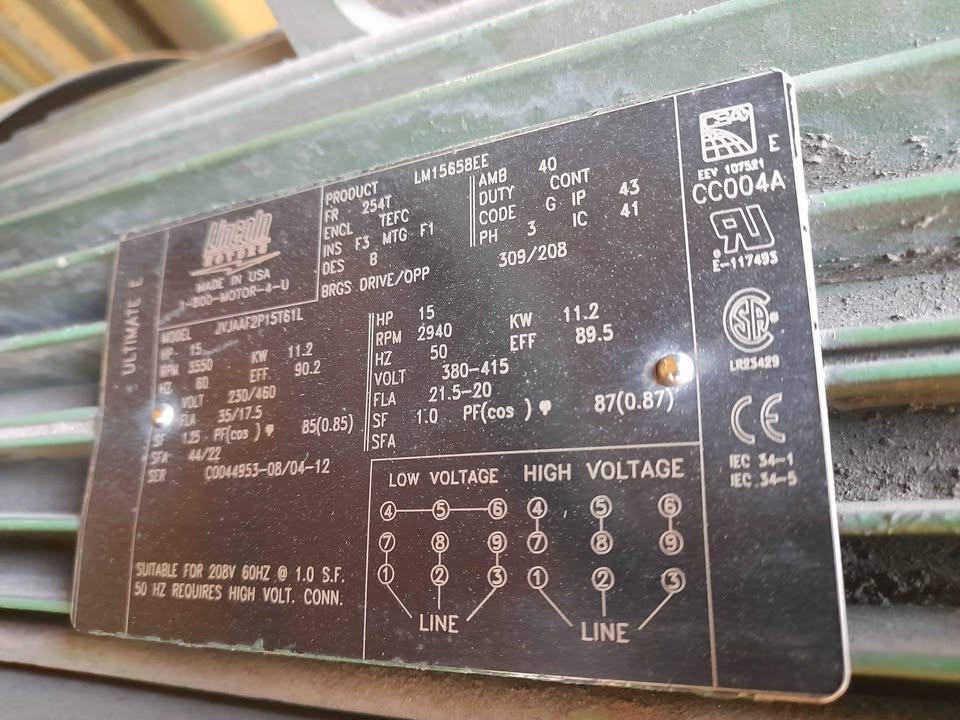 ULTIMATE E
Lincoln
MOTORS
MADE IN USA
1-800-MOTOR-4-U
PRODUCT LM15658EE
FR 254T
ENCL TEFC
INS F3 MTG F1
DES B
BRGS DRIVE/OPP 309/208
AMB 40
DUTY CONT
CODE G IP 43
PH 3 IC 41
MODEL JVJAAF2P15T61L
HP 15 KW 11.2
RPM 3550 EFF. 90.2
HZ 60
VOLT 230/460
FLA 35/17.5
SF 1.25 PF(cos ) φ 85(0.85)
SFA 44/22
SER C0044953-08/04-12
SUITABLE FOR 208V 60HZ @ 1.0 S.F.
50 HZ REQUIRES HIGH VOLT. CONN.
HP 15 KW 11.2
RPM 2940 EFF 89.5
HZ 50
VOLT 380-415
FLA 21.5-20
SF 1.0 PF(cos ) φ 87(0.87)
SFA
LOW VOLTAGE HIGH VOLTAGE
4 5 6 4 5 6
7 8 9 7 8 9
1 2 3 1 2 3
LINE LINE
E
EEV 107521
CC004A
RU
E-117493
SA
LR23429
CE
IEC 34-1
IEC 34-5